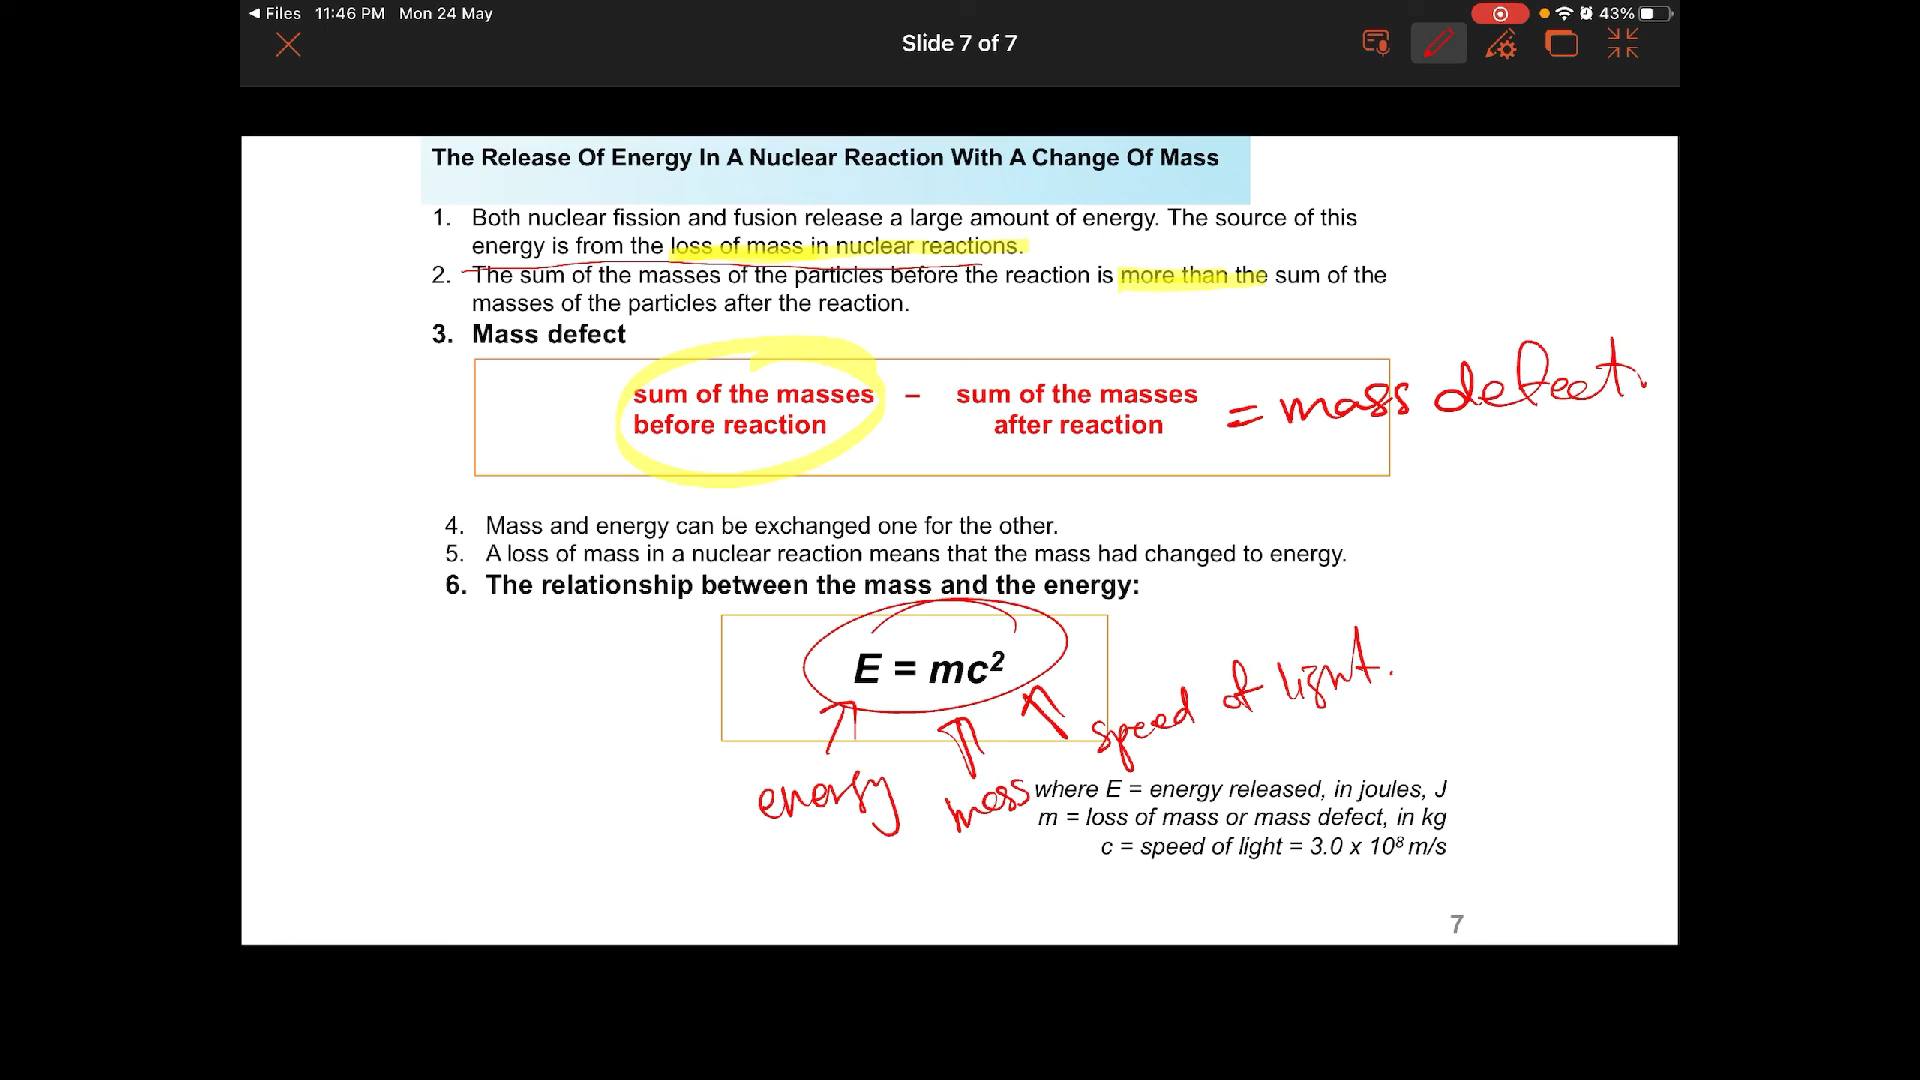 Files 11:46 PM Mon 24 May 43%
Slide 7 of 7
The Release Of Energy In A Nuclear Reaction With A Change Of Mass
1. Both nuclear fission and fusion release a large amount of energy. The source of this
energy is from the loss of mass in nuclear reactions.
2. The sum of the masses of the particles before the reaction is more than the sum of the
masses of the particles after the reaction.
3. Mass defect
sum of the masses – sum of the masses
before reaction after reaction
= mass defect.
4. Mass and energy can be exchanged one for the other.
5. A loss of mass in a nuclear reaction means that the mass had changed to energy.
6. The relationship between the mass and the energy:
E = mc²
speed of light.
energy mass
where E = energy released, in joules, J
m = loss of mass or mass defect, in kg
c = speed of light = 3.0 x 10⁸ m/s
7